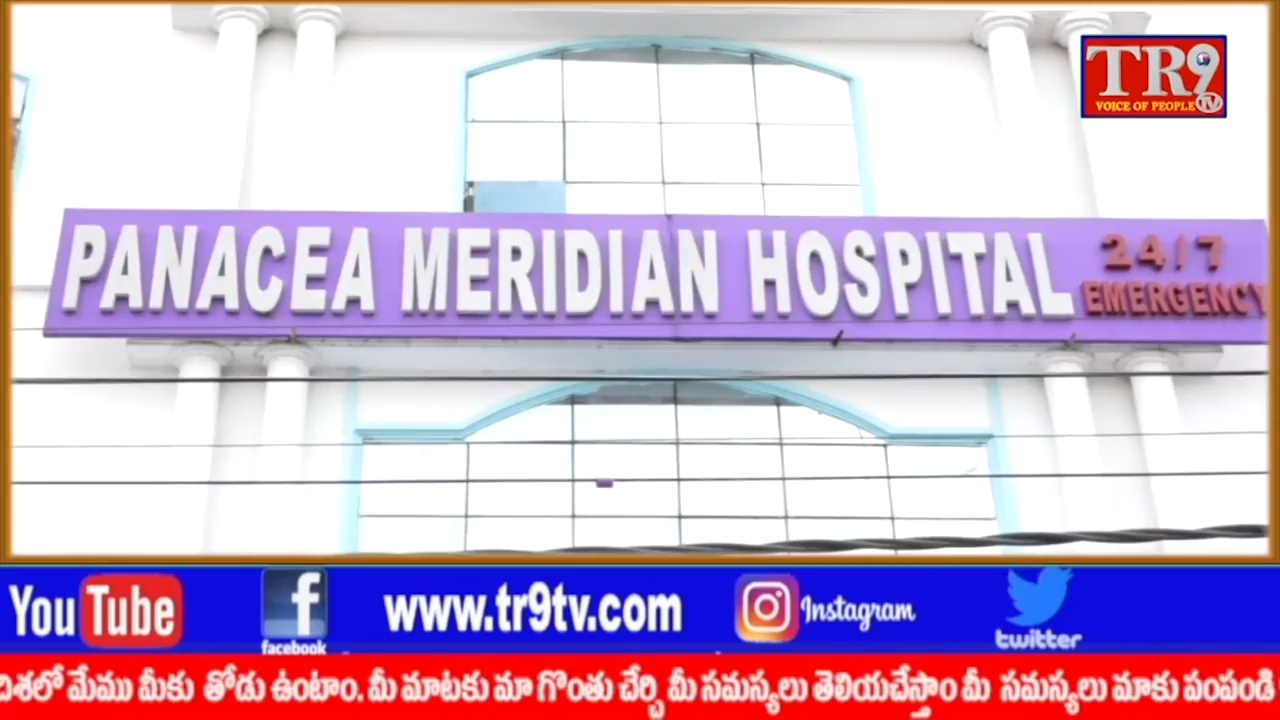 TR9
TV
VOICE OF PEOPLE
PANACEA MERIDIAN HOSPITAL
24/7
EMERGENCY
YouTube
facebook
www.tr9tv.com
Instagram
twitter
దిశలో మేము మీకు తోడు ఉంటాం. మీ మాటకు మా గొంతు చేర్చి మీ సమస్యలు తెలియచేస్తాం మీ సమస్యలు మాకు పంపండి